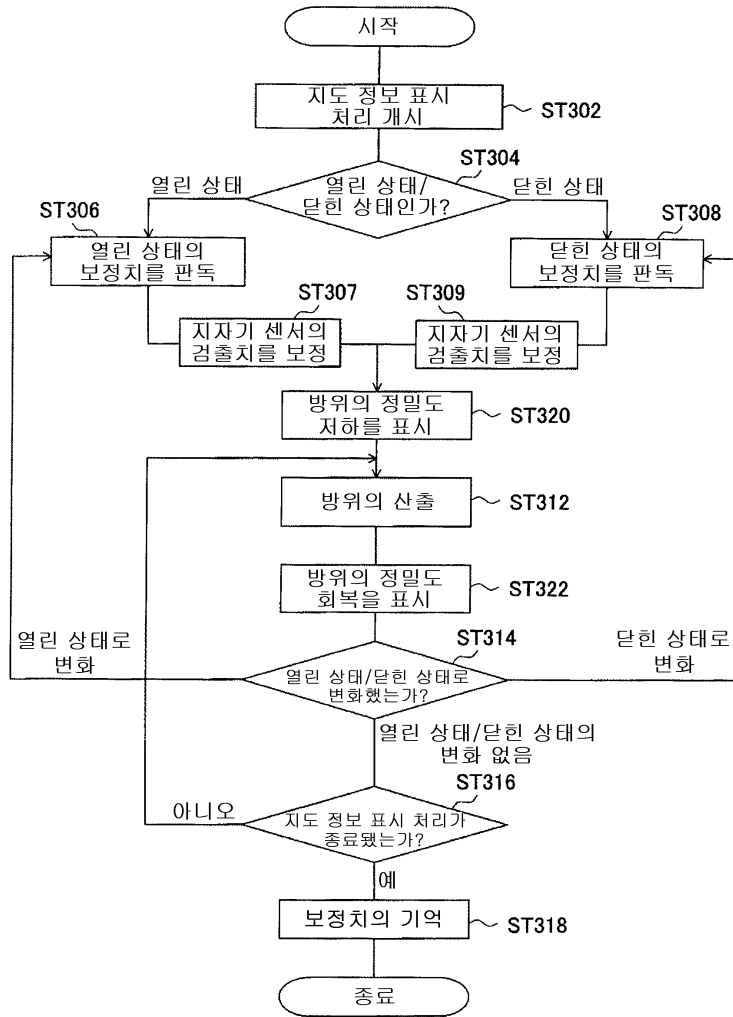 시작
지도 정보 표시
처리 개시
ST302
ST304
열린 상태/
닫힌 상태인가?
열린 상태
닫힌 상태
ST306
열린 상태의
보정치를 판독
ST308
닫힌 상태의
보정치를 판독
ST307
지자기 센서의
검출치를 보정
ST309
지자기 센서의
검출치를 보정
방위의 정밀도
저하를 표시
ST320
방위의 산출
ST312
방위의 정밀도
회복을 표시
ST322
ST314
열린 상태/닫힌 상태로
변화했는가?
열린 상태로
변화
닫힌 상태로
변화
열린 상태/닫힌 상태의
변화 없음
ST316
지도 정보 표시 처리가
종료됐는가?
아니오
예
보정치의 기억
ST318
종료